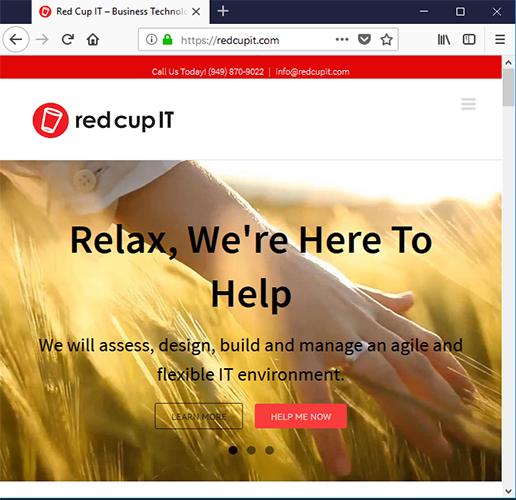 Red Cup IT – Business Technolo
https://redcupit.com
Call Us Today! (949) 870-9022 | info@redcupit.com
red cup IT
Relax, We're Here To
Help
We will assess, design, build and manage an agile and
flexible IT environment.
LEARN MORE
HELP ME NOW